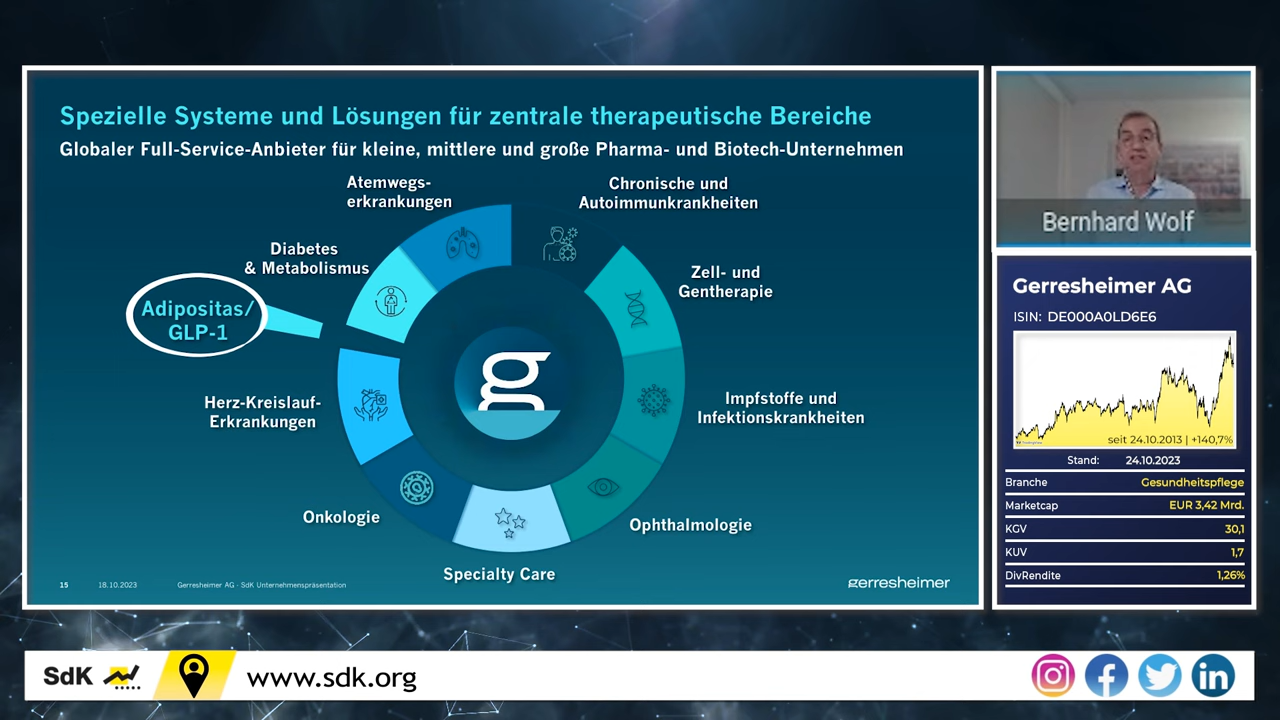 Spezielle Systeme und Lösungen für zentrale therapeutische Bereiche
Globaler Full-Service-Anbieter für kleine, mittlere und große Pharma- und Biotech-Unternehmen
Atemwegs-
erkrankungen
Chronische und
Autoimmunkrankheiten
Diabetes
& Metabolismus
Zell- und
Gentherapie
Adipositas/
GLP-1
Herz-Kreislauf-
Erkrankungen
Impfstoffe und
Infektionskrankheiten
Onkologie
Ophthalmologie
Specialty Care
g
15
18.10.2023
Gerresheimer AG - SdK Unternehmenspräsentation
gerresheimer
Bernhard Wolf
Gerresheimer AG
ISIN: DE000A0LD6E6
seit 24.10.2013 | +140,7%
Stand: 24.10.2023
Branche Gesundheitspflege
Marketcap EUR 3,42 Mrd.
KGV 30,1
KUV 1,7
DivRendite 1,26%
SdK
www.sdk.org